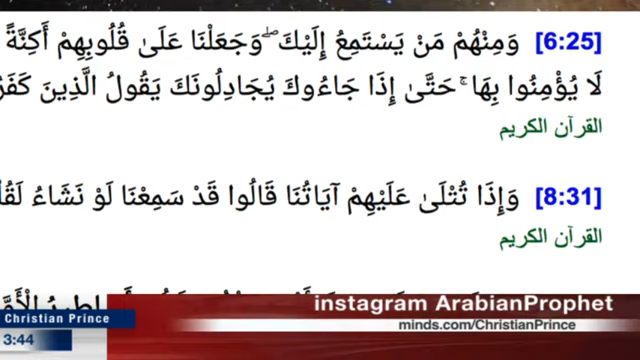 [6:25] وَمِنْهُمْ مَنْ يَسْتَمِعُ إِلَيْكَ ۖ وَجَعَلْنَا عَلَىٰ قُلُوبِهِمْ أَكِنَّةً
لَا يُؤْمِنُوا بِهَا ۚ حَتَّىٰ إِذَا جَاءُوكَ يُجَادِلُونَكَ يَقُولُ الَّذِينَ
القرآن الكريم
[8:31] وَإِذَا تُتْلَىٰ عَلَيْهِمْ آيَاتُنَا قَالُوا قَدْ سَمِعْنَا لَوْ نَشَاءُ
القرآن الكريم
instagram ArabianProphet
Christian Prince
minds.com/ChristianPrince
3:44